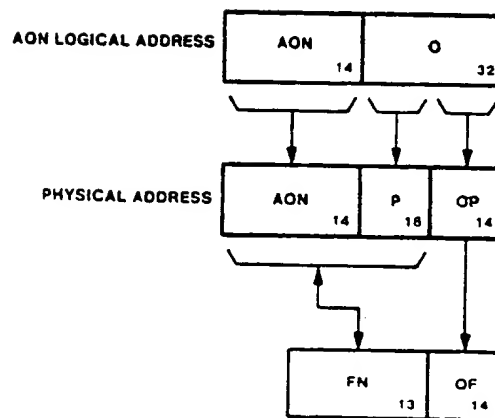 AON LOGICAL ADDRESS
AON 14
O 32
PHYSICAL ADDRESS
AON 14
P 18
OP 14
FN 13
OF 14